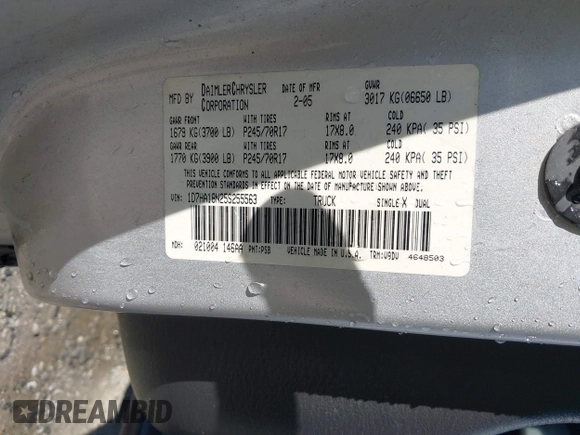 MFD BY DAIMLERCHRYSLER CORPORATION DATE OF MFR 2-05 GVWR 3017 KG(06650 LB)
GAWR FRONT WITH TIRES RIMS AT COLD
1679 KG(3700 LB) P245/70R17 17X8.0 240 KPA( 35 PSI)
GAWR REAR WITH TIRES RIMS AT COLD
1770 KG(3900 LB) P245/70R17 17X8.0 240 KPA( 35 PSI)
THIS VEHICLE CONFORMS TO ALL APPLICABLE FEDERAL MOTOR VEHICLE SAFETY AND THEFT
PREVENTION STANDARDS IN EFFECT ON THE DATE OF MANUFACTURE SHOWN ABOVE.
VIN: 1D7HA18N25S255563 TYPE: TRUCK SINGLE X DUAL
MDH: 021004 146AA PNT:PSB VEHICLE MADE IN U.S.A. TRM:V9DV 4648503
DREAMBID